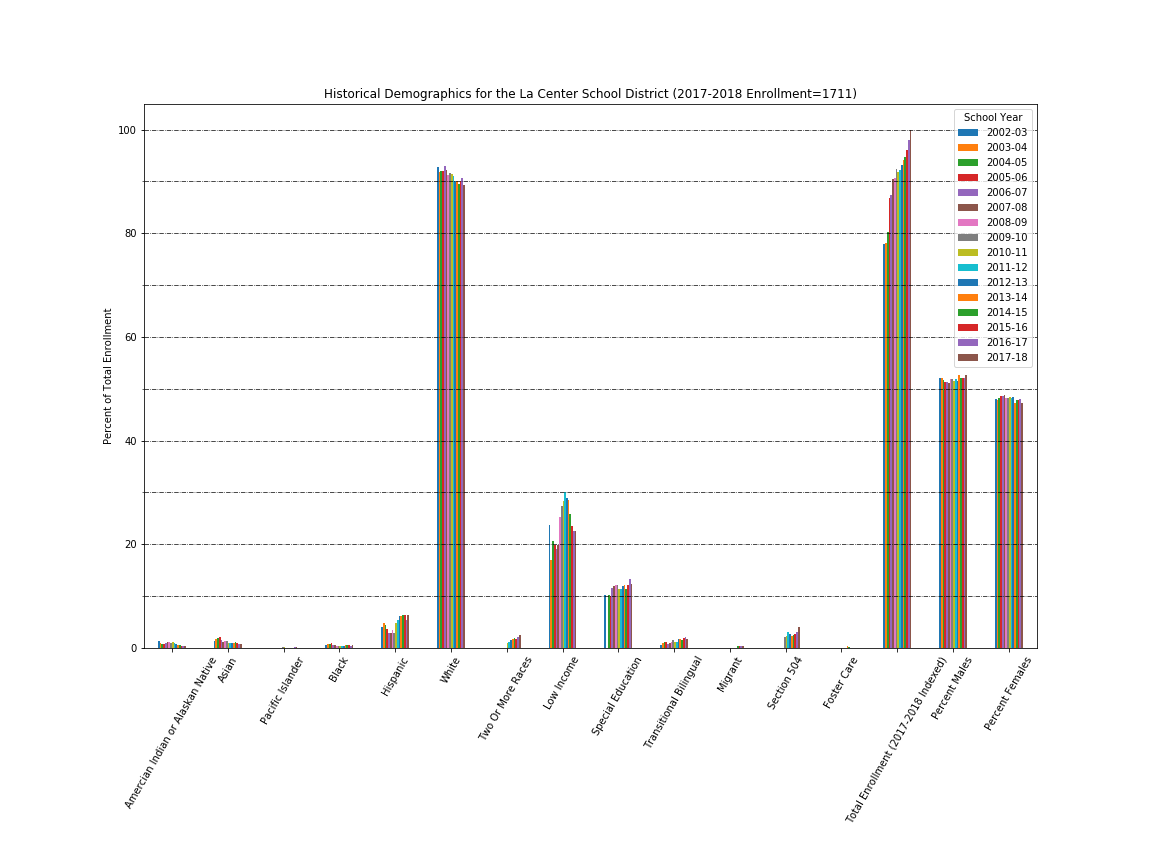 Historical Demographics for the La Center School District (2017-2018 Enrollment=1711)
School Year
2002-03
2003-04
2004-05
2005-06
2006-07
2007-08
2008-09
2009-10
2010-11
2011-12
2012-13
2013-14
2014-15
2015-16
2016-17
2017-18
Percent of Total Enrollment
100
80
60
40
20
0
Amercian Indian or Alaskan Native
Asian
Pacific Islander
Black
Hispanic
White
Two Or More Races
Low Income
Special Education
Transitional Bilingual
Migrant
Section 504
Foster Care
Total Enrollment (2017-2018 Indexed)
Percent Males
Percent Females